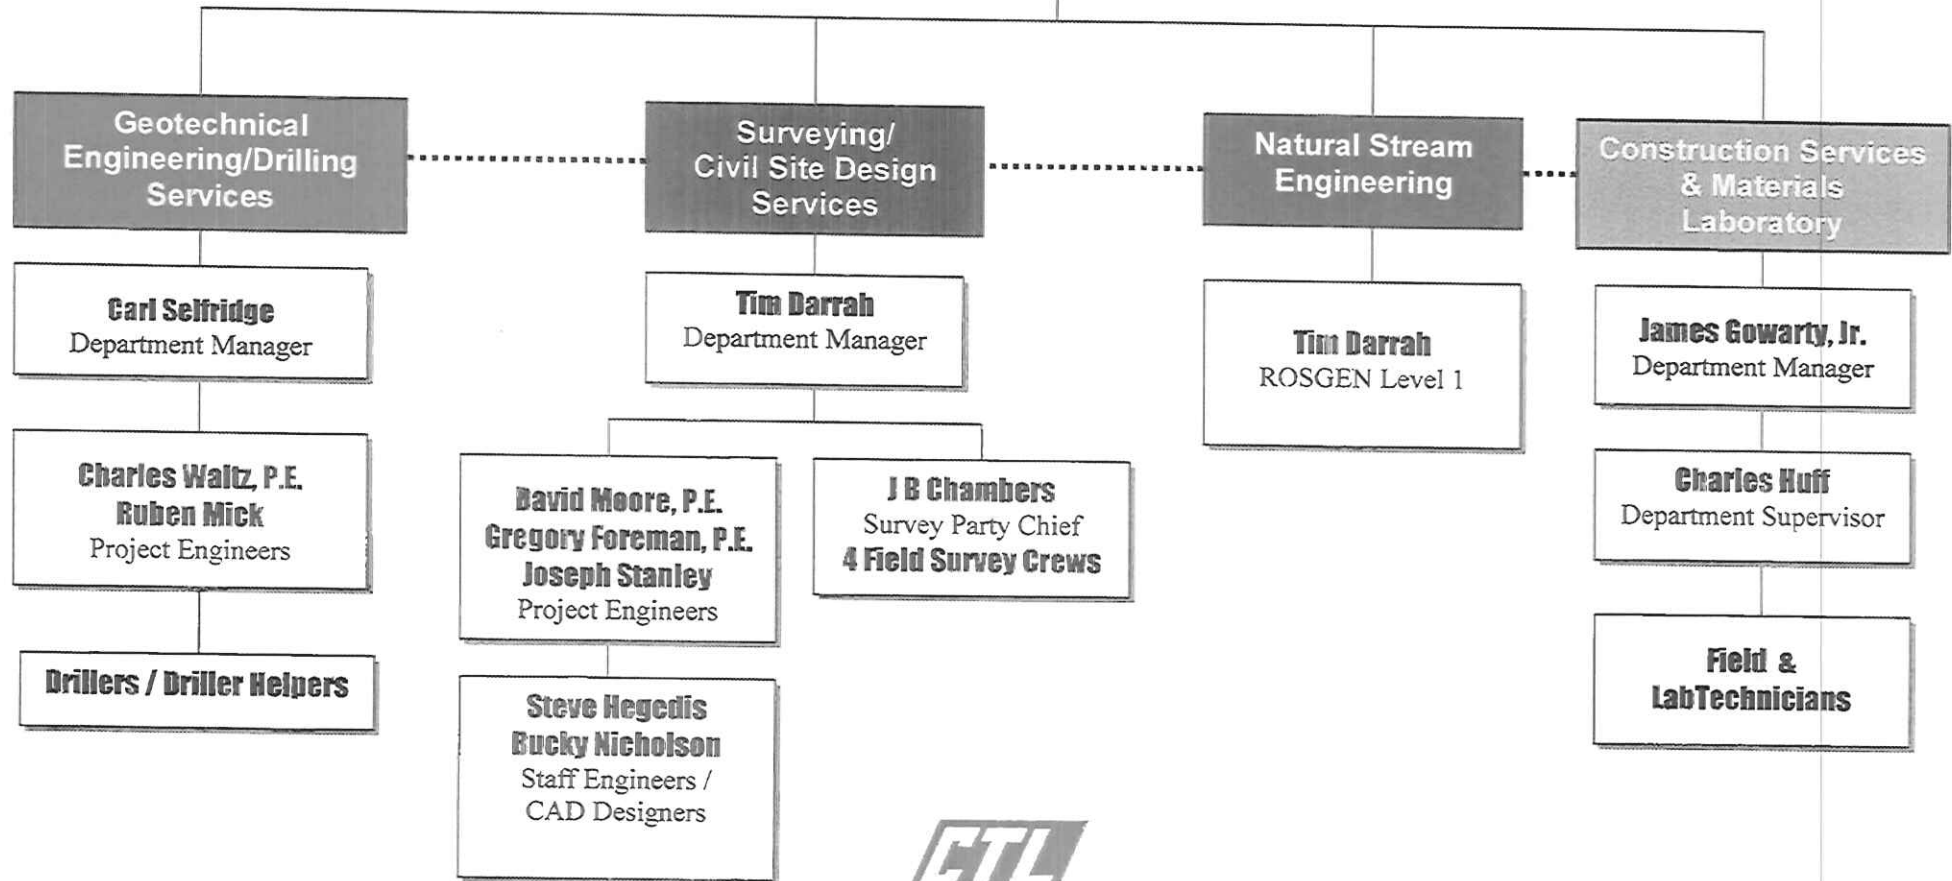 Geotechnical
Engineering/Drilling
Services
Carl Selfridge
Department Manager
Charles Waltz, P.E.
Ruben Mick
Project Engineers
Drillers / Driller Helpers
Surveying/
Civil Site Design
Services
Tim Darrah
Department Manager
David Moore, P.E.
Gregory Foreman, P.E.
Joseph Stanley
Project Engineers
Steve Hegedis
Bucky Nicholson
Staff Engineers /
CAD Designers
J B Chambers
Survey Party Chief
4 Field Survey Crews
Natural Stream
Engineering
Tim Darrah
ROSGEN Level 1
Construction Services
& Materials
Laboratory
James Gowarty, Jr.
Department Manager
Charles Huff
Department Supervisor
Field &
LabTechnicians
CTL